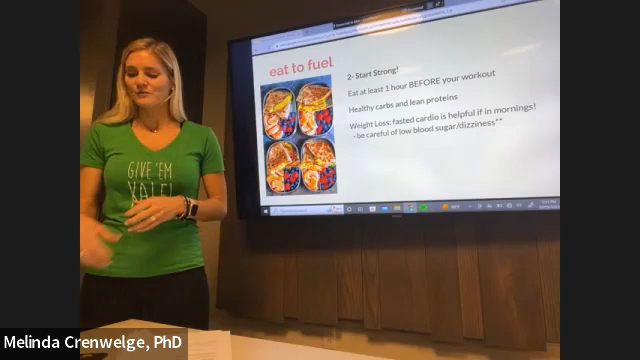 eat to fuel
2- Start Strong!
Eat at least 1 hour BEFORE your workout
Healthy carbs and lean proteins
Weight Loss: fasted cardio is helpful if in mornings!
- be careful of low blood sugar/dizziness**
GIVE 'EM
KALE!
Melinda Crenwelge, PhD